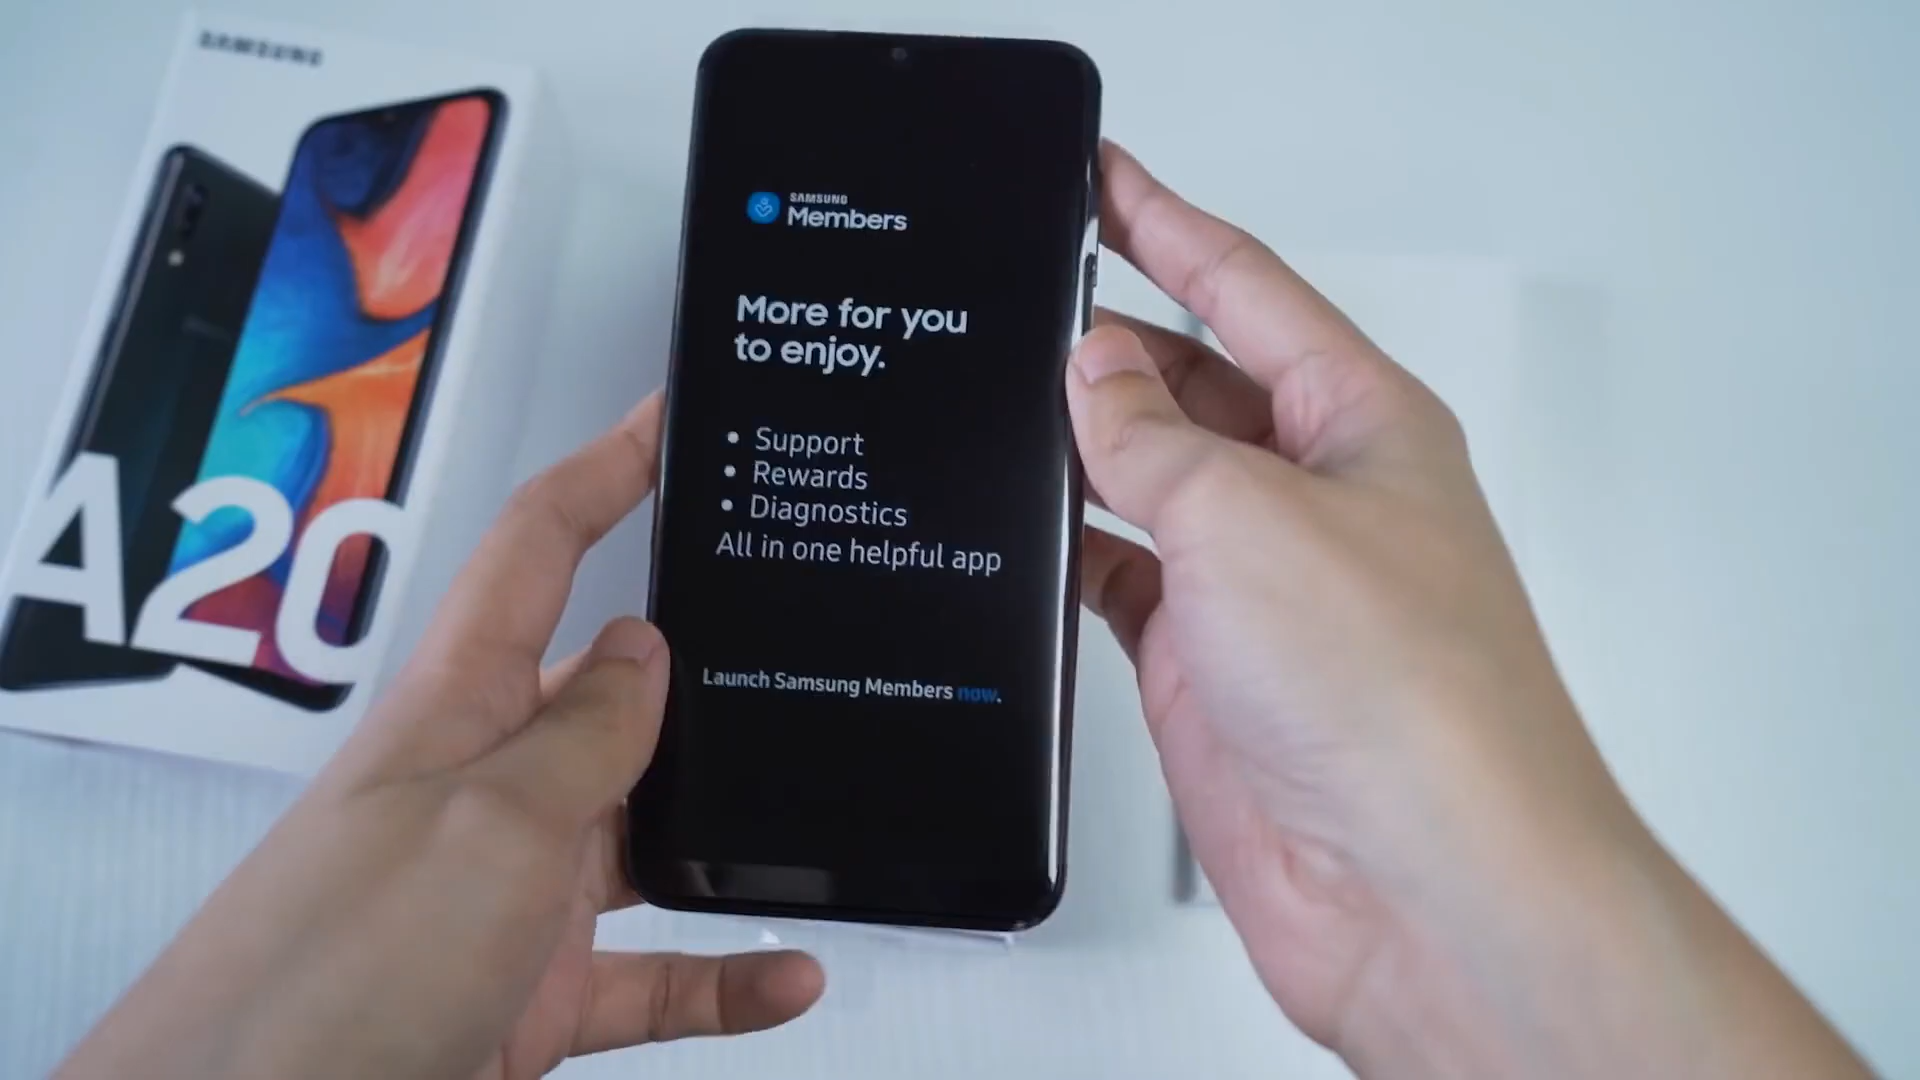 SAMSUNG
A20
SAMSUNG
Members
More for you
to enjoy.
• Support
• Rewards
• Diagnostics
All in one helpful app
Launch Samsung Members now.